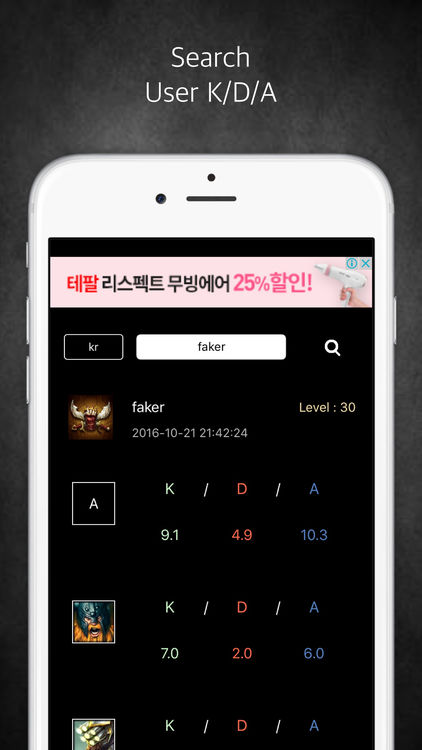 Search
User K/D/A
테팔 리스펙트 무빙에어 25%할인!
kr
faker
faker
Level : 30
2016-10-21 21:42:24
A
K / D / A
9.1 4.9 10.3
K / D / A
7.0 2.0 6.0
K / D / A